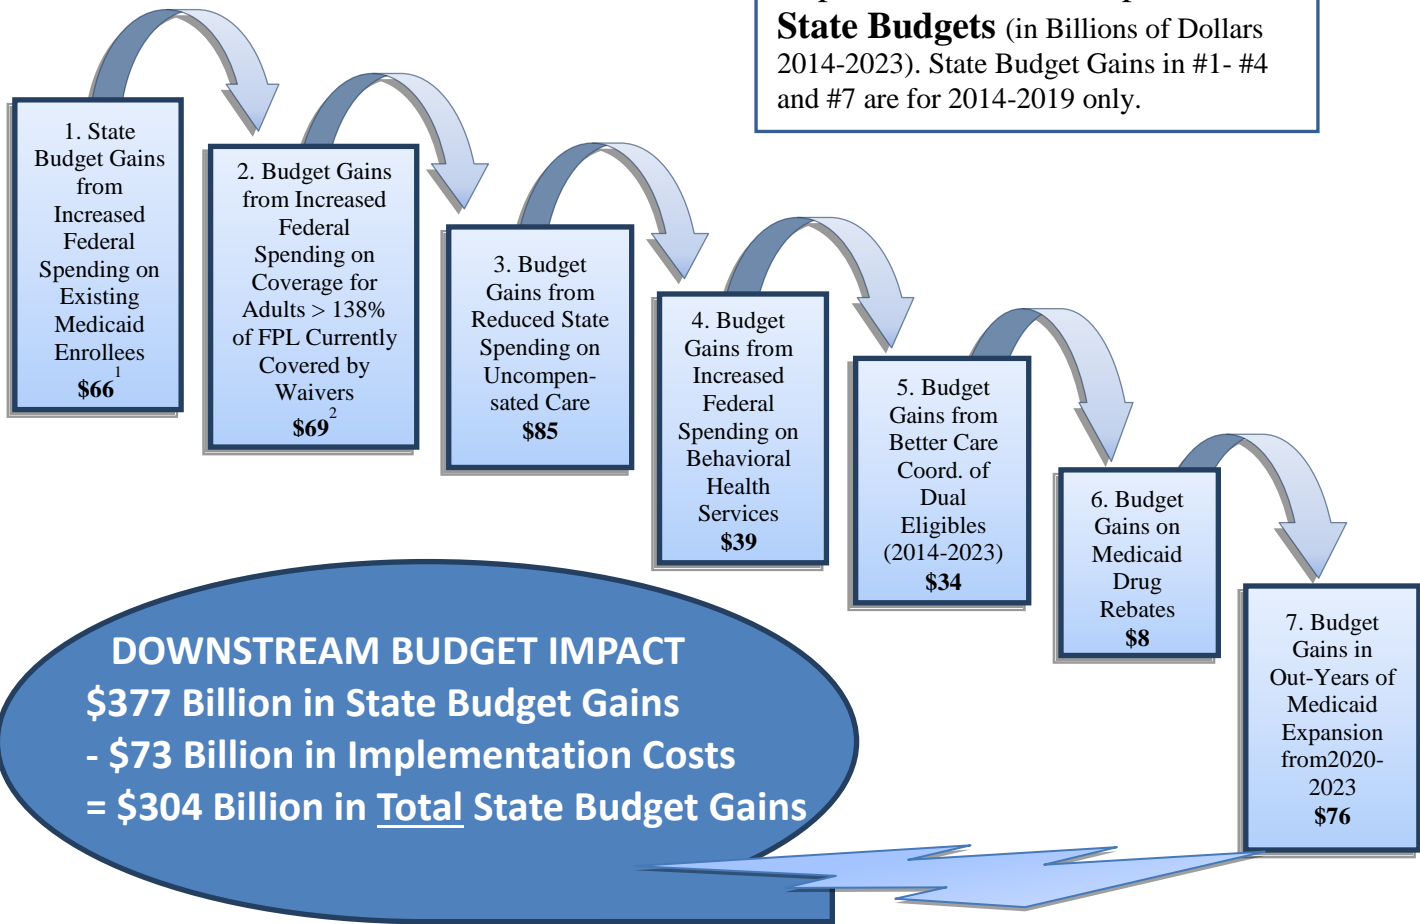 State Budgets (in Billions of Dollars
2014-2023). State Budget Gains in #1- #4
and #7 are for 2014-2019 only.
1. State
Budget Gains
from
Increased
Federal
Spending on
Existing
Medicaid
Enrollees
$66¹
2. Budget Gains
from Increased
Federal
Spending on
Coverage for
Adults > 138%
of FPL Currently
Covered by
Waivers
$69²
3. Budget
Gains from
Reduced State
Spending on
Uncompen-
sated Care
$85
4. Budget
Gains from
Increased
Federal
Spending on
Behavioral
Health
Services
$39
5. Budget
Gains from
Better Care
Coord. of
Dual
Eligibles
(2014-2023)
$34
6. Budget
Gains on
Medicaid
Drug
Rebates
$8
7. Budget
Gains in
Out-Years of
Medicaid
Expansion
from2020-
2023
$76
DOWNSTREAM BUDGET IMPACT
$377 Billion in State Budget Gains
- $73 Billion in Implementation Costs
= $304 Billion in Total State Budget Gains